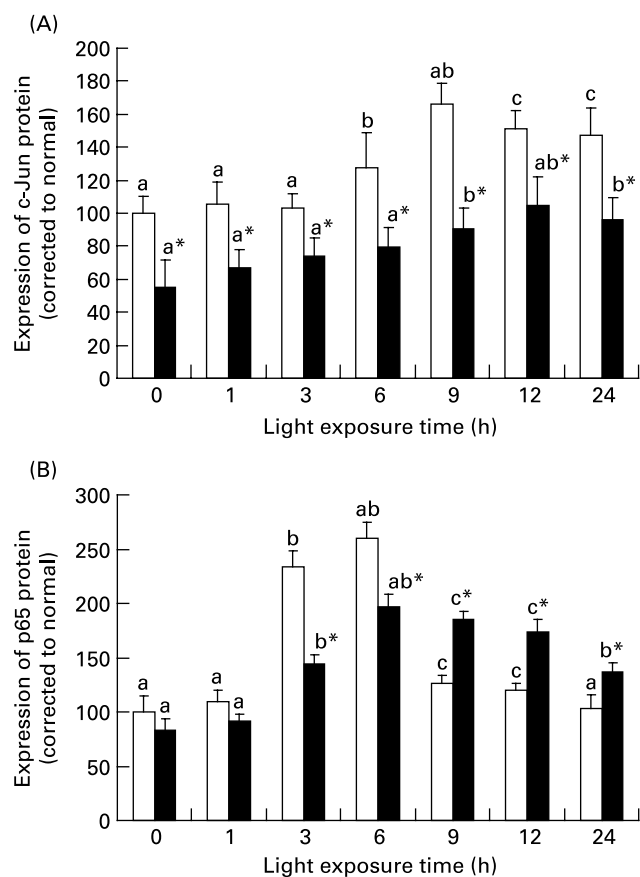 (A)
Expression of c-Jun protein
(corrected to normal)
200
180
160
140
120
100
80
60
40
20
0
a a* a a* a a* b a* ab b* c ab* c b*
0 1 3 6 9 12 24
Light exposure time (h)
(B)
Expression of p65 protein
(corrected to normal)
300
250
200
150
100
50
0
a a a a b b* ab ab* c c* c c* a b*
0 1 3 6 9 12 24
Light exposure time (h)